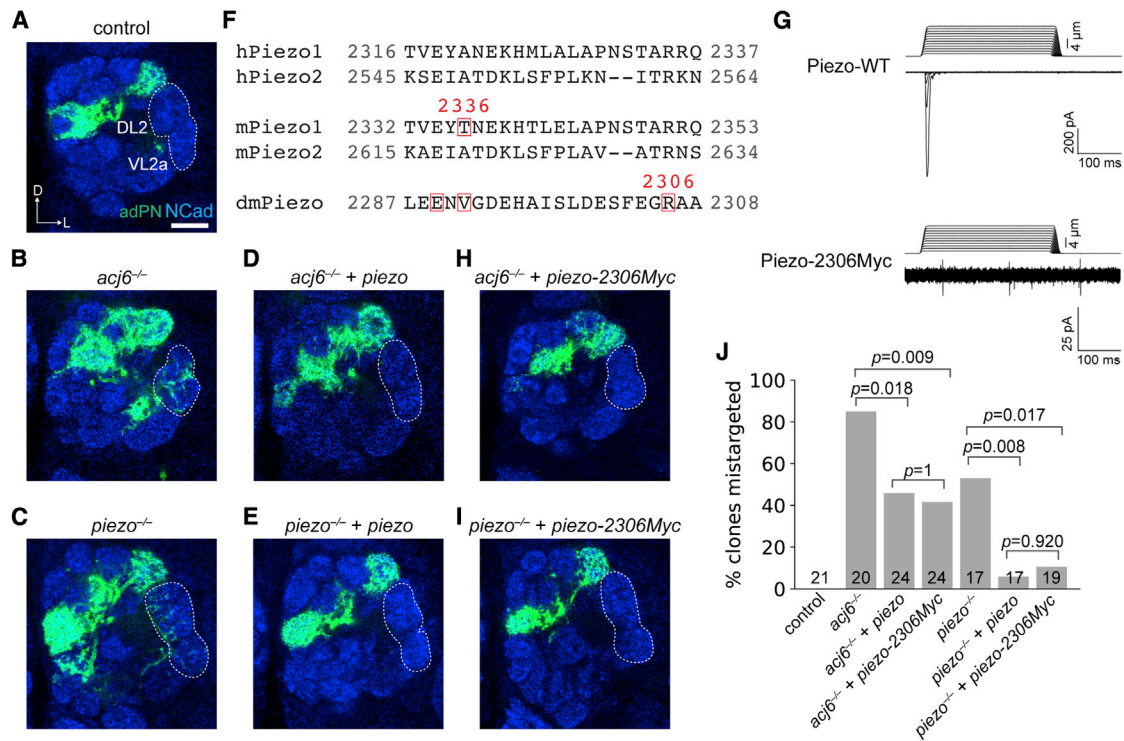 A
control
DL2
VL2a
D
L
adPN NCad
B
acj6–/–
C
piezo–/–
D
acj6–/– + piezo
E
piezo–/– + piezo
F
hPiezo1 2316 TVEYANEKHMLALAPNSTARRQ 2337
hPiezo2 2545 KSEIATDKLSFPLKN--ITRKN 2564
2336
mPiezo1 2332 TVEYTNEKHTLELAPNSTARRQ 2353
mPiezo2 2615 KAEIATDKLSFPLAV--ATRNS 2634
2306
dmPiezo 2287 LEENVGDEHAISLDESFEGRAA 2308
G
4 µm
Piezo-WT
200 pA
100 ms
4 µm
Piezo-2306Myc
25 pA
100 ms
H
acj6–/– + piezo-2306Myc
I
piezo–/– + piezo-2306Myc
J
% clones mistargeted
100
80
60
40
20
0
p=0.009
p=0.018
p=1
p=0.017
p=0.008
p=0.920
21 20 24 24 17 17 19
control
acj6–/–
acj6–/– + piezo
acj6–/– + piezo-2306Myc
piezo–/–
piezo–/– + piezo
piezo–/– + piezo-2306Myc